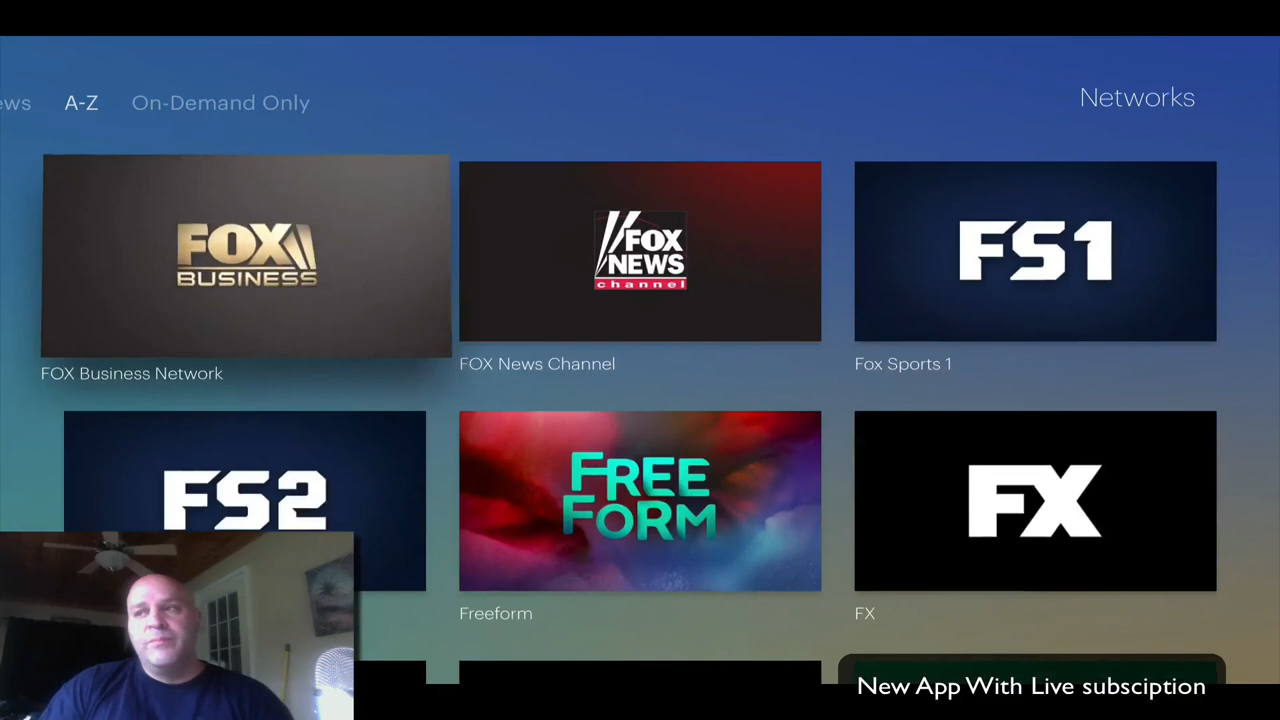 ews A-Z On-Demand Only
Networks
FOX
BUSINESS
FOX
NEWS
channel
FS1
FOX Business Network
FOX News Channel
Fox Sports 1
FS2
FREE
FORM
FX
Freeform
FX
New App With Live subsciption